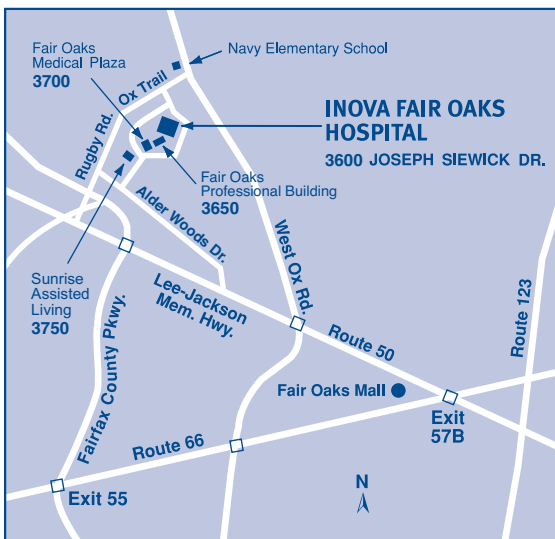 Fair Oaks
Medical Plaza
3700
Navy Elementary School
Ox Trail
Rugby Rd.
INOVA FAIR OAKS
HOSPITAL
3600 JOSEPH SIEWICK DR.
Fair Oaks
Professional Building
3650
Alder Woods Dr.
West Ox Rd.
Sunrise
Assisted
Living
3750
Lee-Jackson
Mem. Hwy.
Route 123
Route 50
Fairfax County Pkwy.
Fair Oaks Mall
Exit
57B
Route 66
N
Exit 55